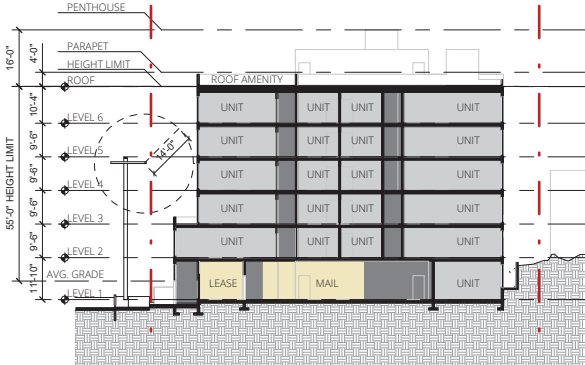 PENTHOUSE
16'-0"
PARAPET
4'-0"
HEIGHT LIMIT
ROOF
ROOF AMENITY
10'-4"
UNIT UNIT UNIT UNIT
LEVEL 6
9'-6"
UNIT UNIT UNIT UNIT
LEVEL 5
14'-0"
9'-6"
UNIT UNIT UNIT UNIT
LEVEL 4
55'-0" HEIGHT LIMIT
9'-6"
UNIT UNIT UNIT UNIT
LEVEL 3
9'-6"
UNIT UNIT UNIT UNIT
LEVEL 2
AVG. GRADE
11'-10"
LEASE MAIL UNIT
LEVEL 1